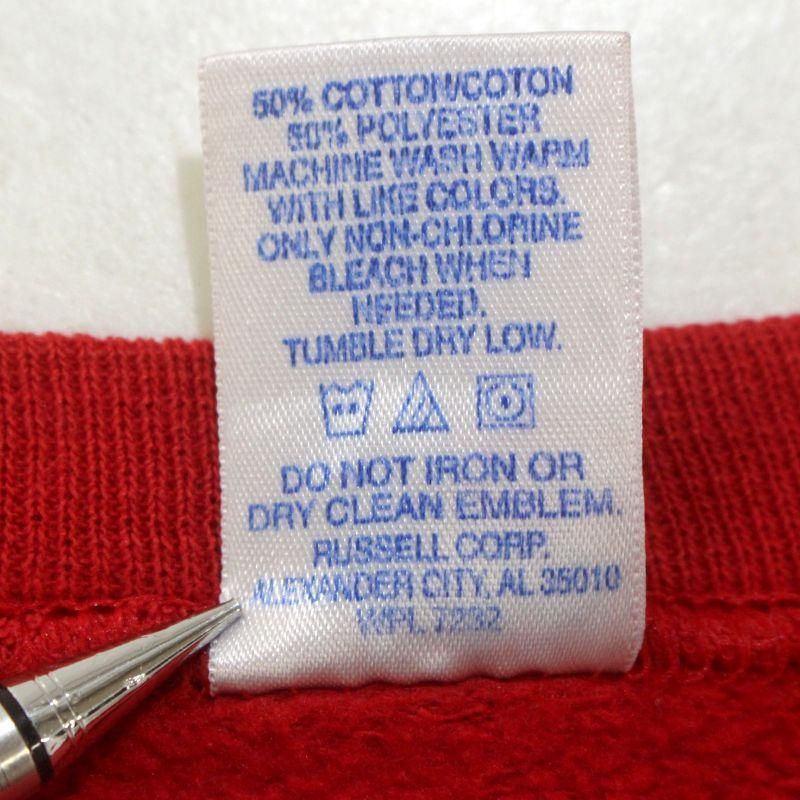 50% COTTON/COTON
50% POLYESTER
MACHINE WASH WARM
WITH LIKE COLORS.
ONLY NON-CHLORINE
BLEACH WHEN
NEEDED.
TUMBLE DRY LOW.
DO NOT IRON OR
DRY CLEAN EMBLEM.
RUSSELL CORP.
ALEXANDER CITY, AL 35010
WPL 7232